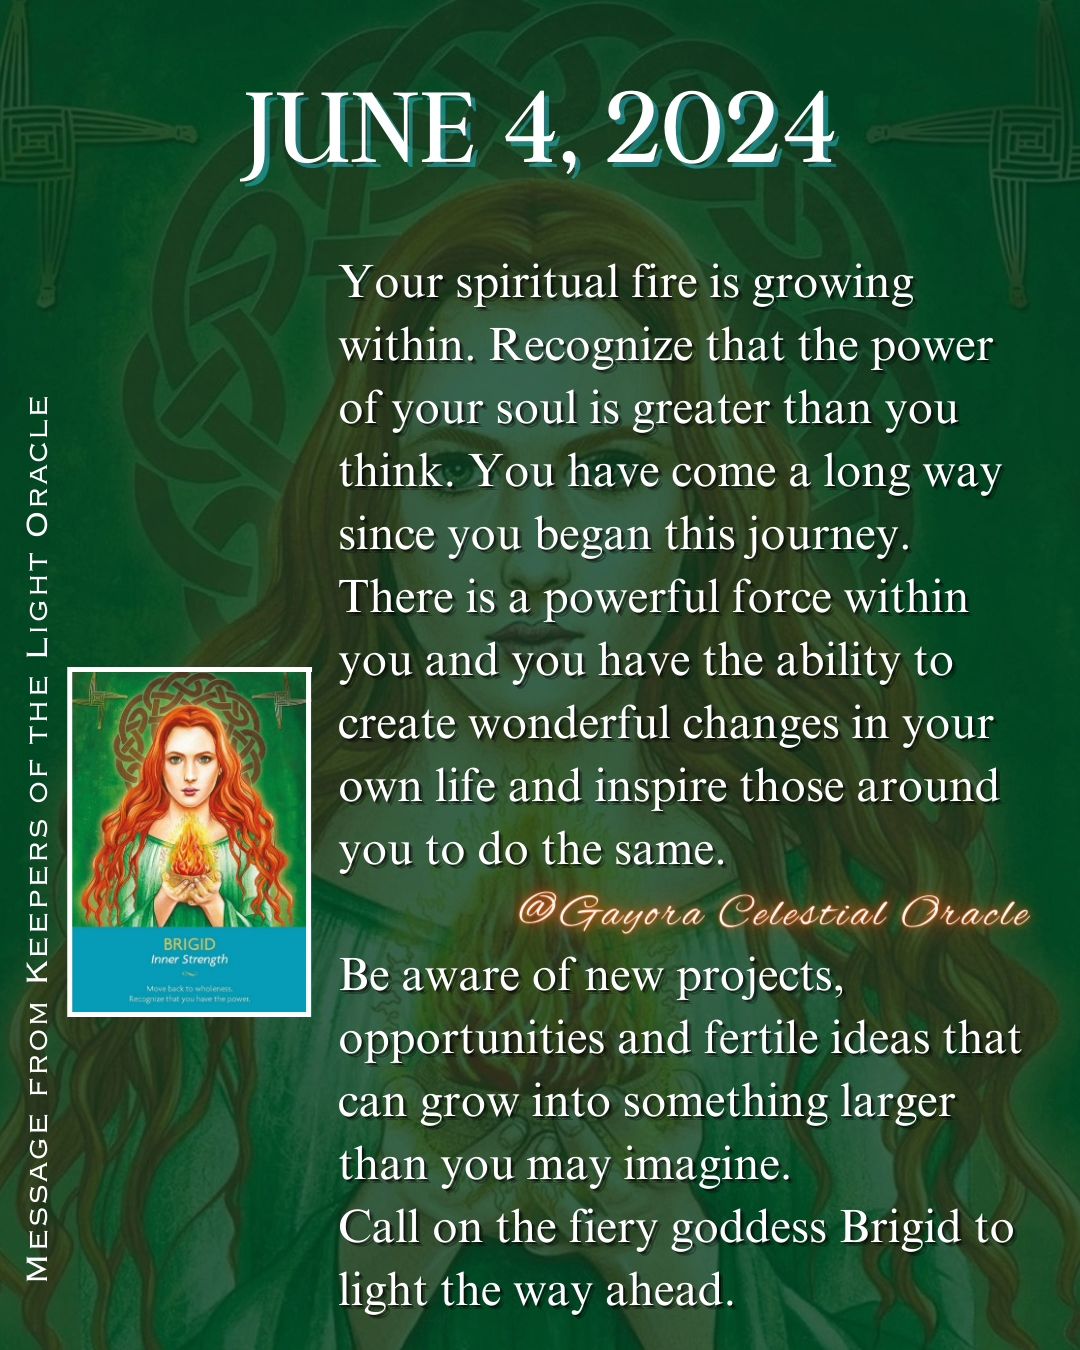 JUNE 4, 2024
Your spiritual fire is growing
within. Recognize that the power
of your soul is greater than you
think. You have come a long way
since you began this journey.
There is a powerful force within
you and you have the ability to
create wonderful changes in your
own life and inspire those around
you to do the same.
@Gayora Celestial Oracle
Be aware of new projects,
opportunities and fertile ideas that
can grow into something larger
than you may imagine.
Call on the fiery goddess Brigid to
light the way ahead.
MESSAGE FROM KEEPERS OF THE LIGHT ORACLE
BRIGID
Inner Strength
Move back to wholeness.
Recognize that you have the power.